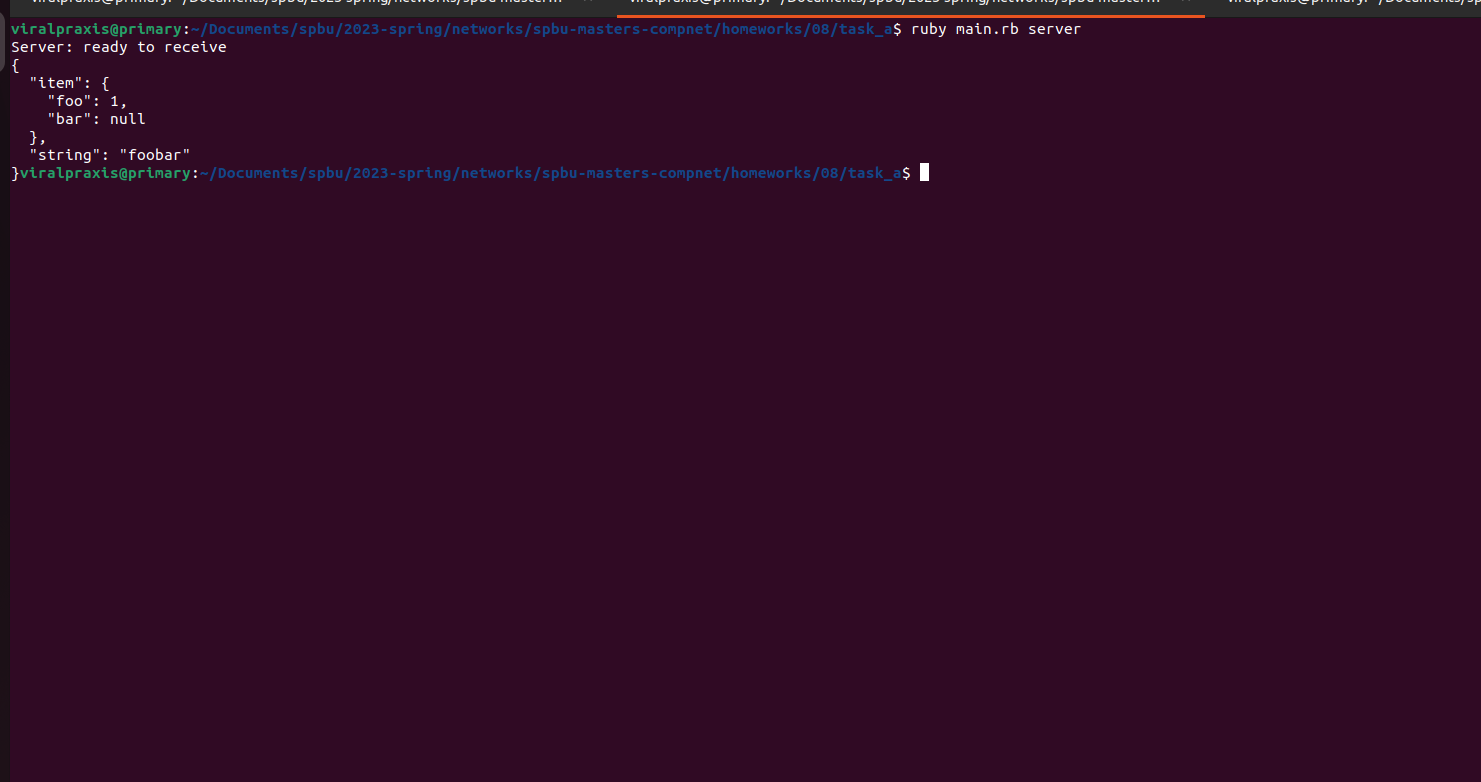 viralpraxis@primary:~/Documents/spbu/2023-spring/networks/spbu-masters-compnet/homeworks/08/task_a$ ruby main.rb server
Server: ready to receive
{
  "item": {
    "foo": 1,
    "bar": null
  },
  "string": "foobar"
}viralpraxis@primary:~/Documents/spbu/2023-spring/networks/spbu-masters-compnet/homeworks/08/task_a$